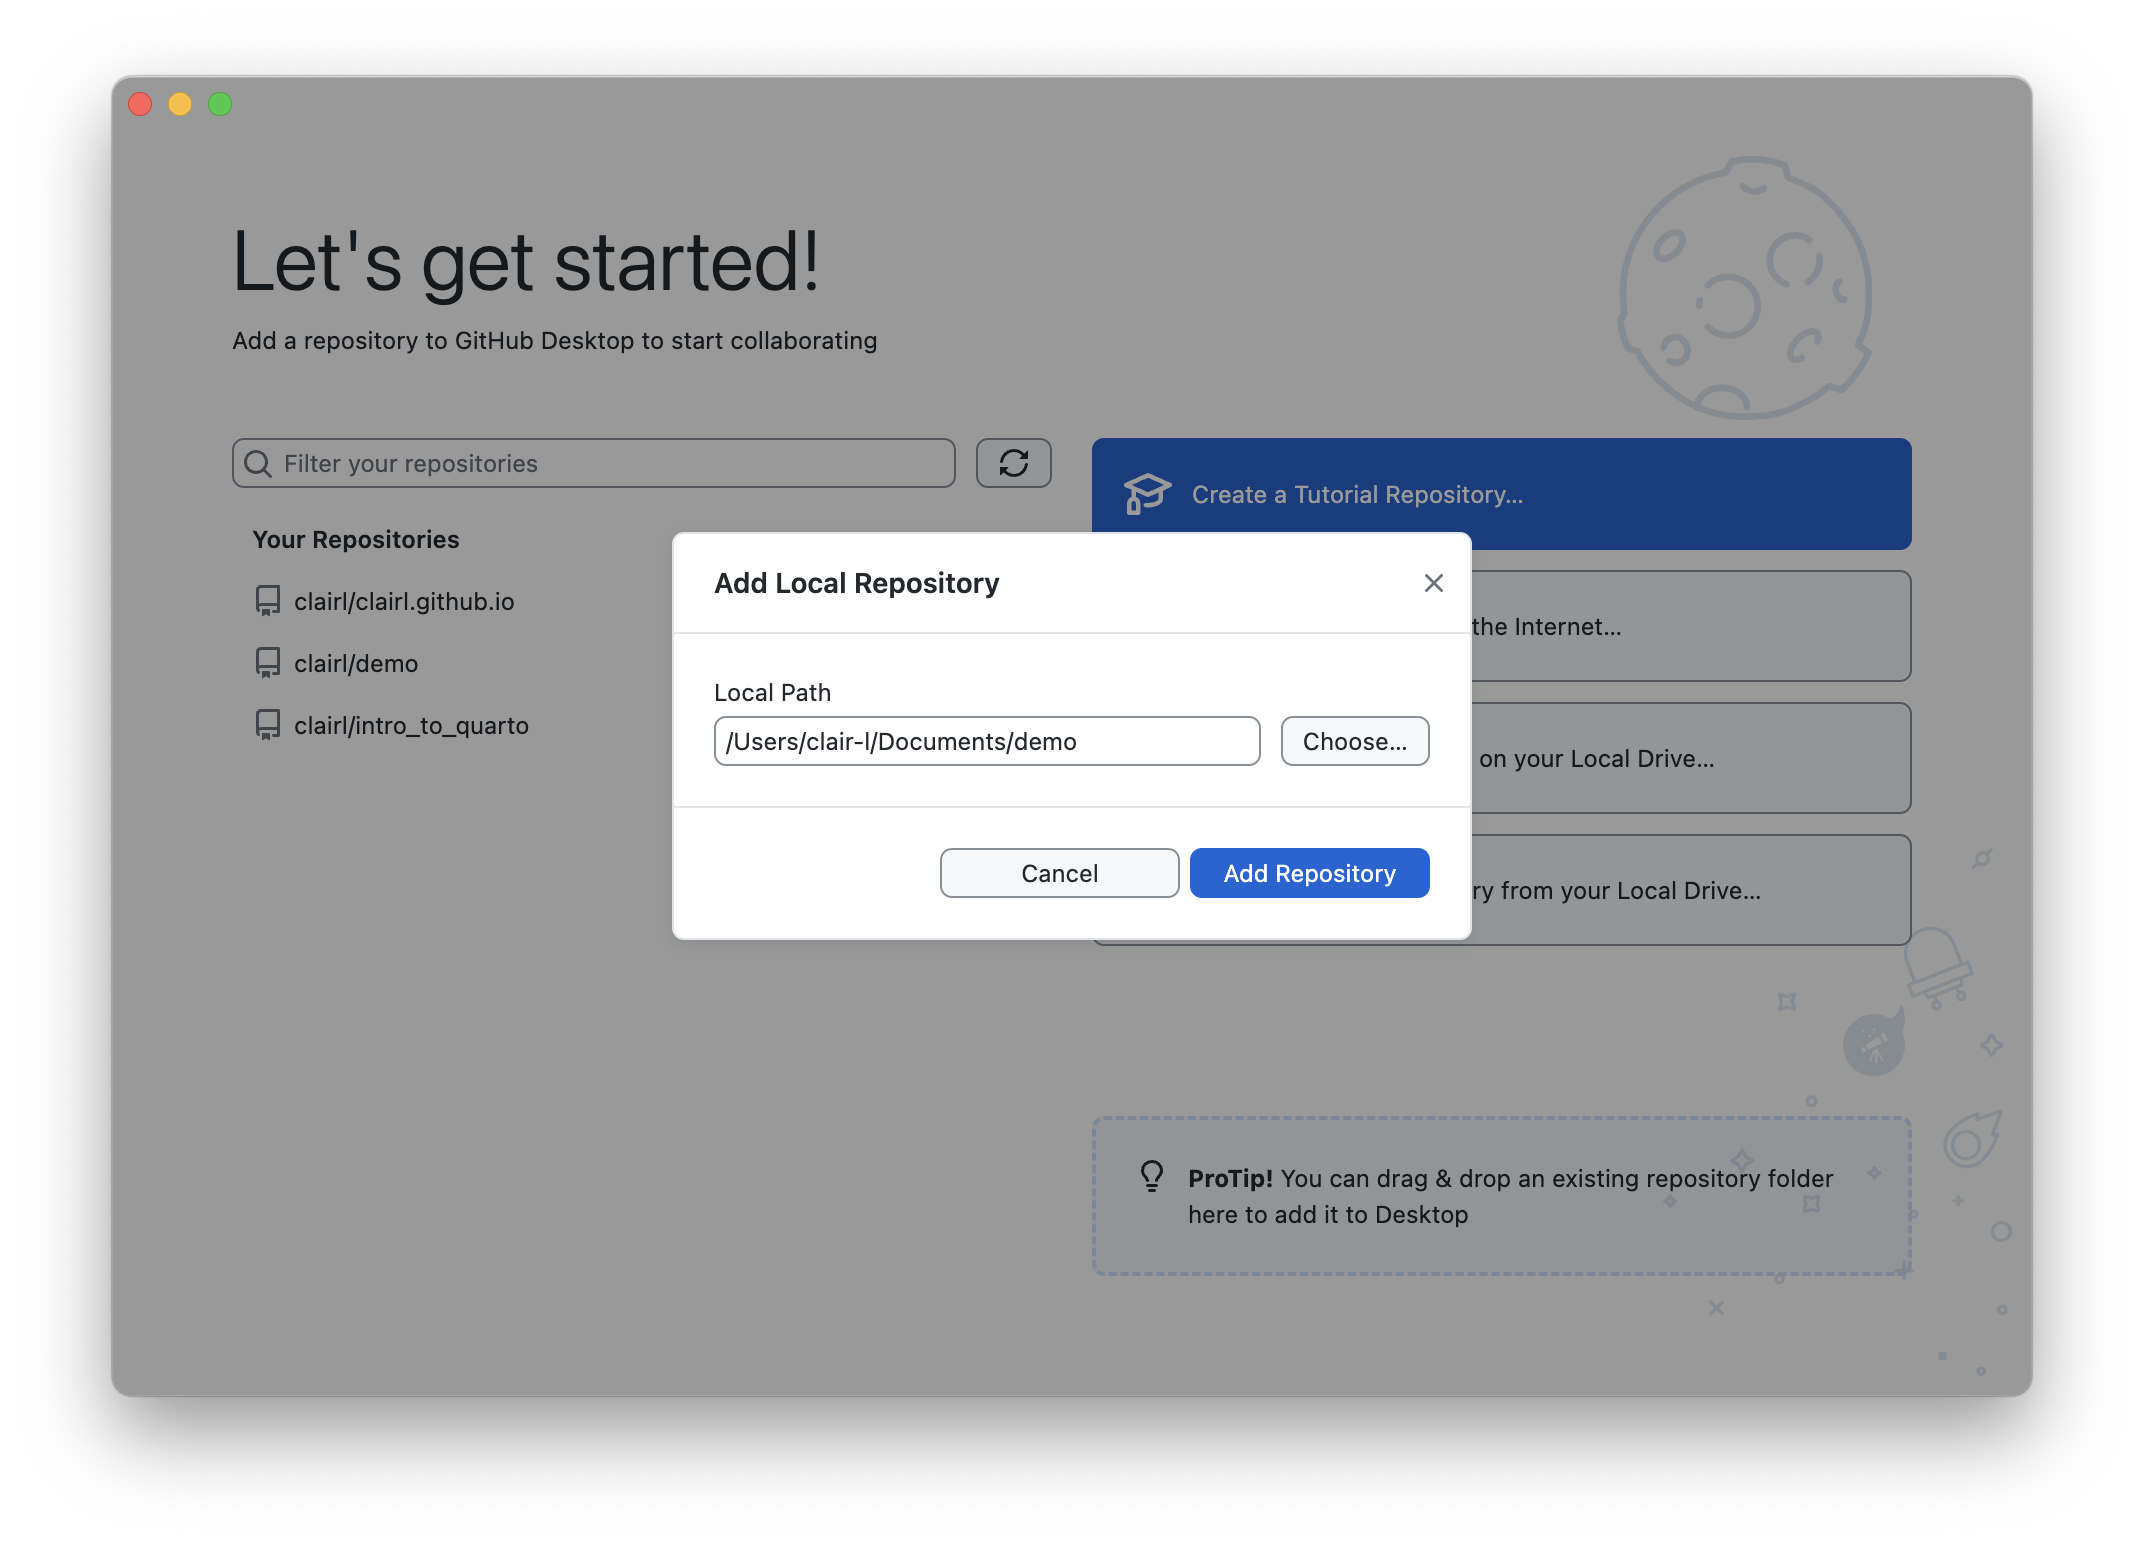 Let's get started!
Add a repository to GitHub Desktop to start collaborating
Filter your repositories
Your Repositories
clairl/clairl.github.io
clairl/demo
clairl/intro_to_quarto
Create a Tutorial Repository...
the Internet...
on your Local Drive...
ry from your Local Drive...
Add Local Repository
Local Path
/Users/clair-l/Documents/demo
Choose...
Cancel
Add Repository
ProTip! You can drag & drop an existing repository folder
here to add it to Desktop